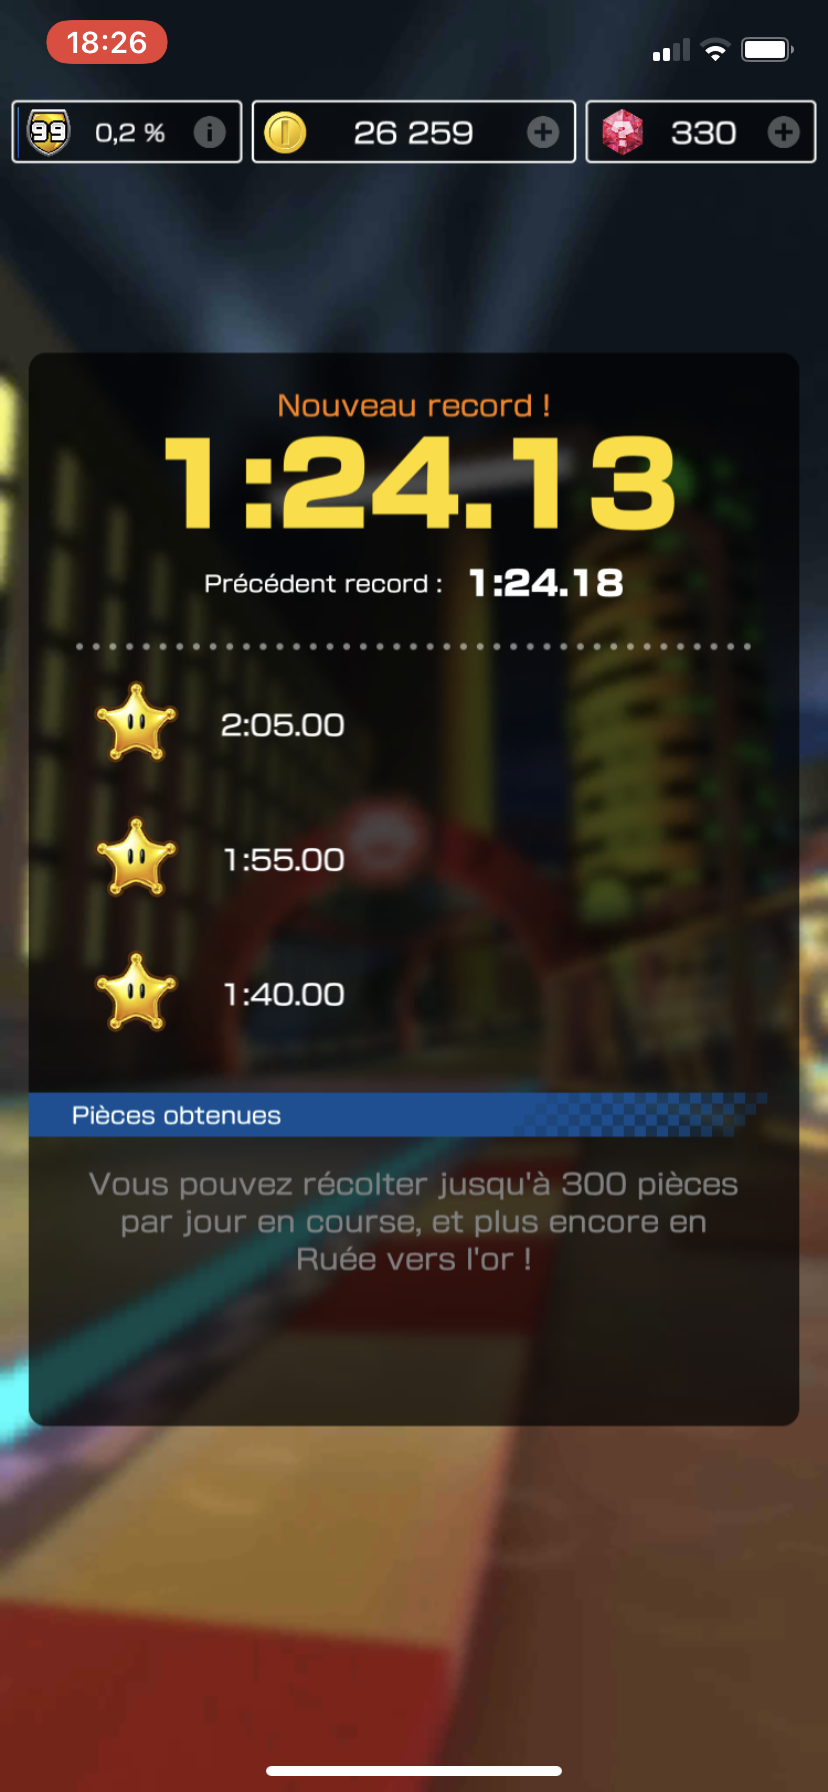 18:26
99 0,2 % i 26 259 + ? 330 +
Nouveau record !
1:24.13
Précédent record : 1:24.18
2:05.00
1:55.00
1:40.00
Pièces obtenues
Vous pouvez récolter jusqu'à 300 pièces
par jour en course, et plus encore en
Ruée vers l'or !